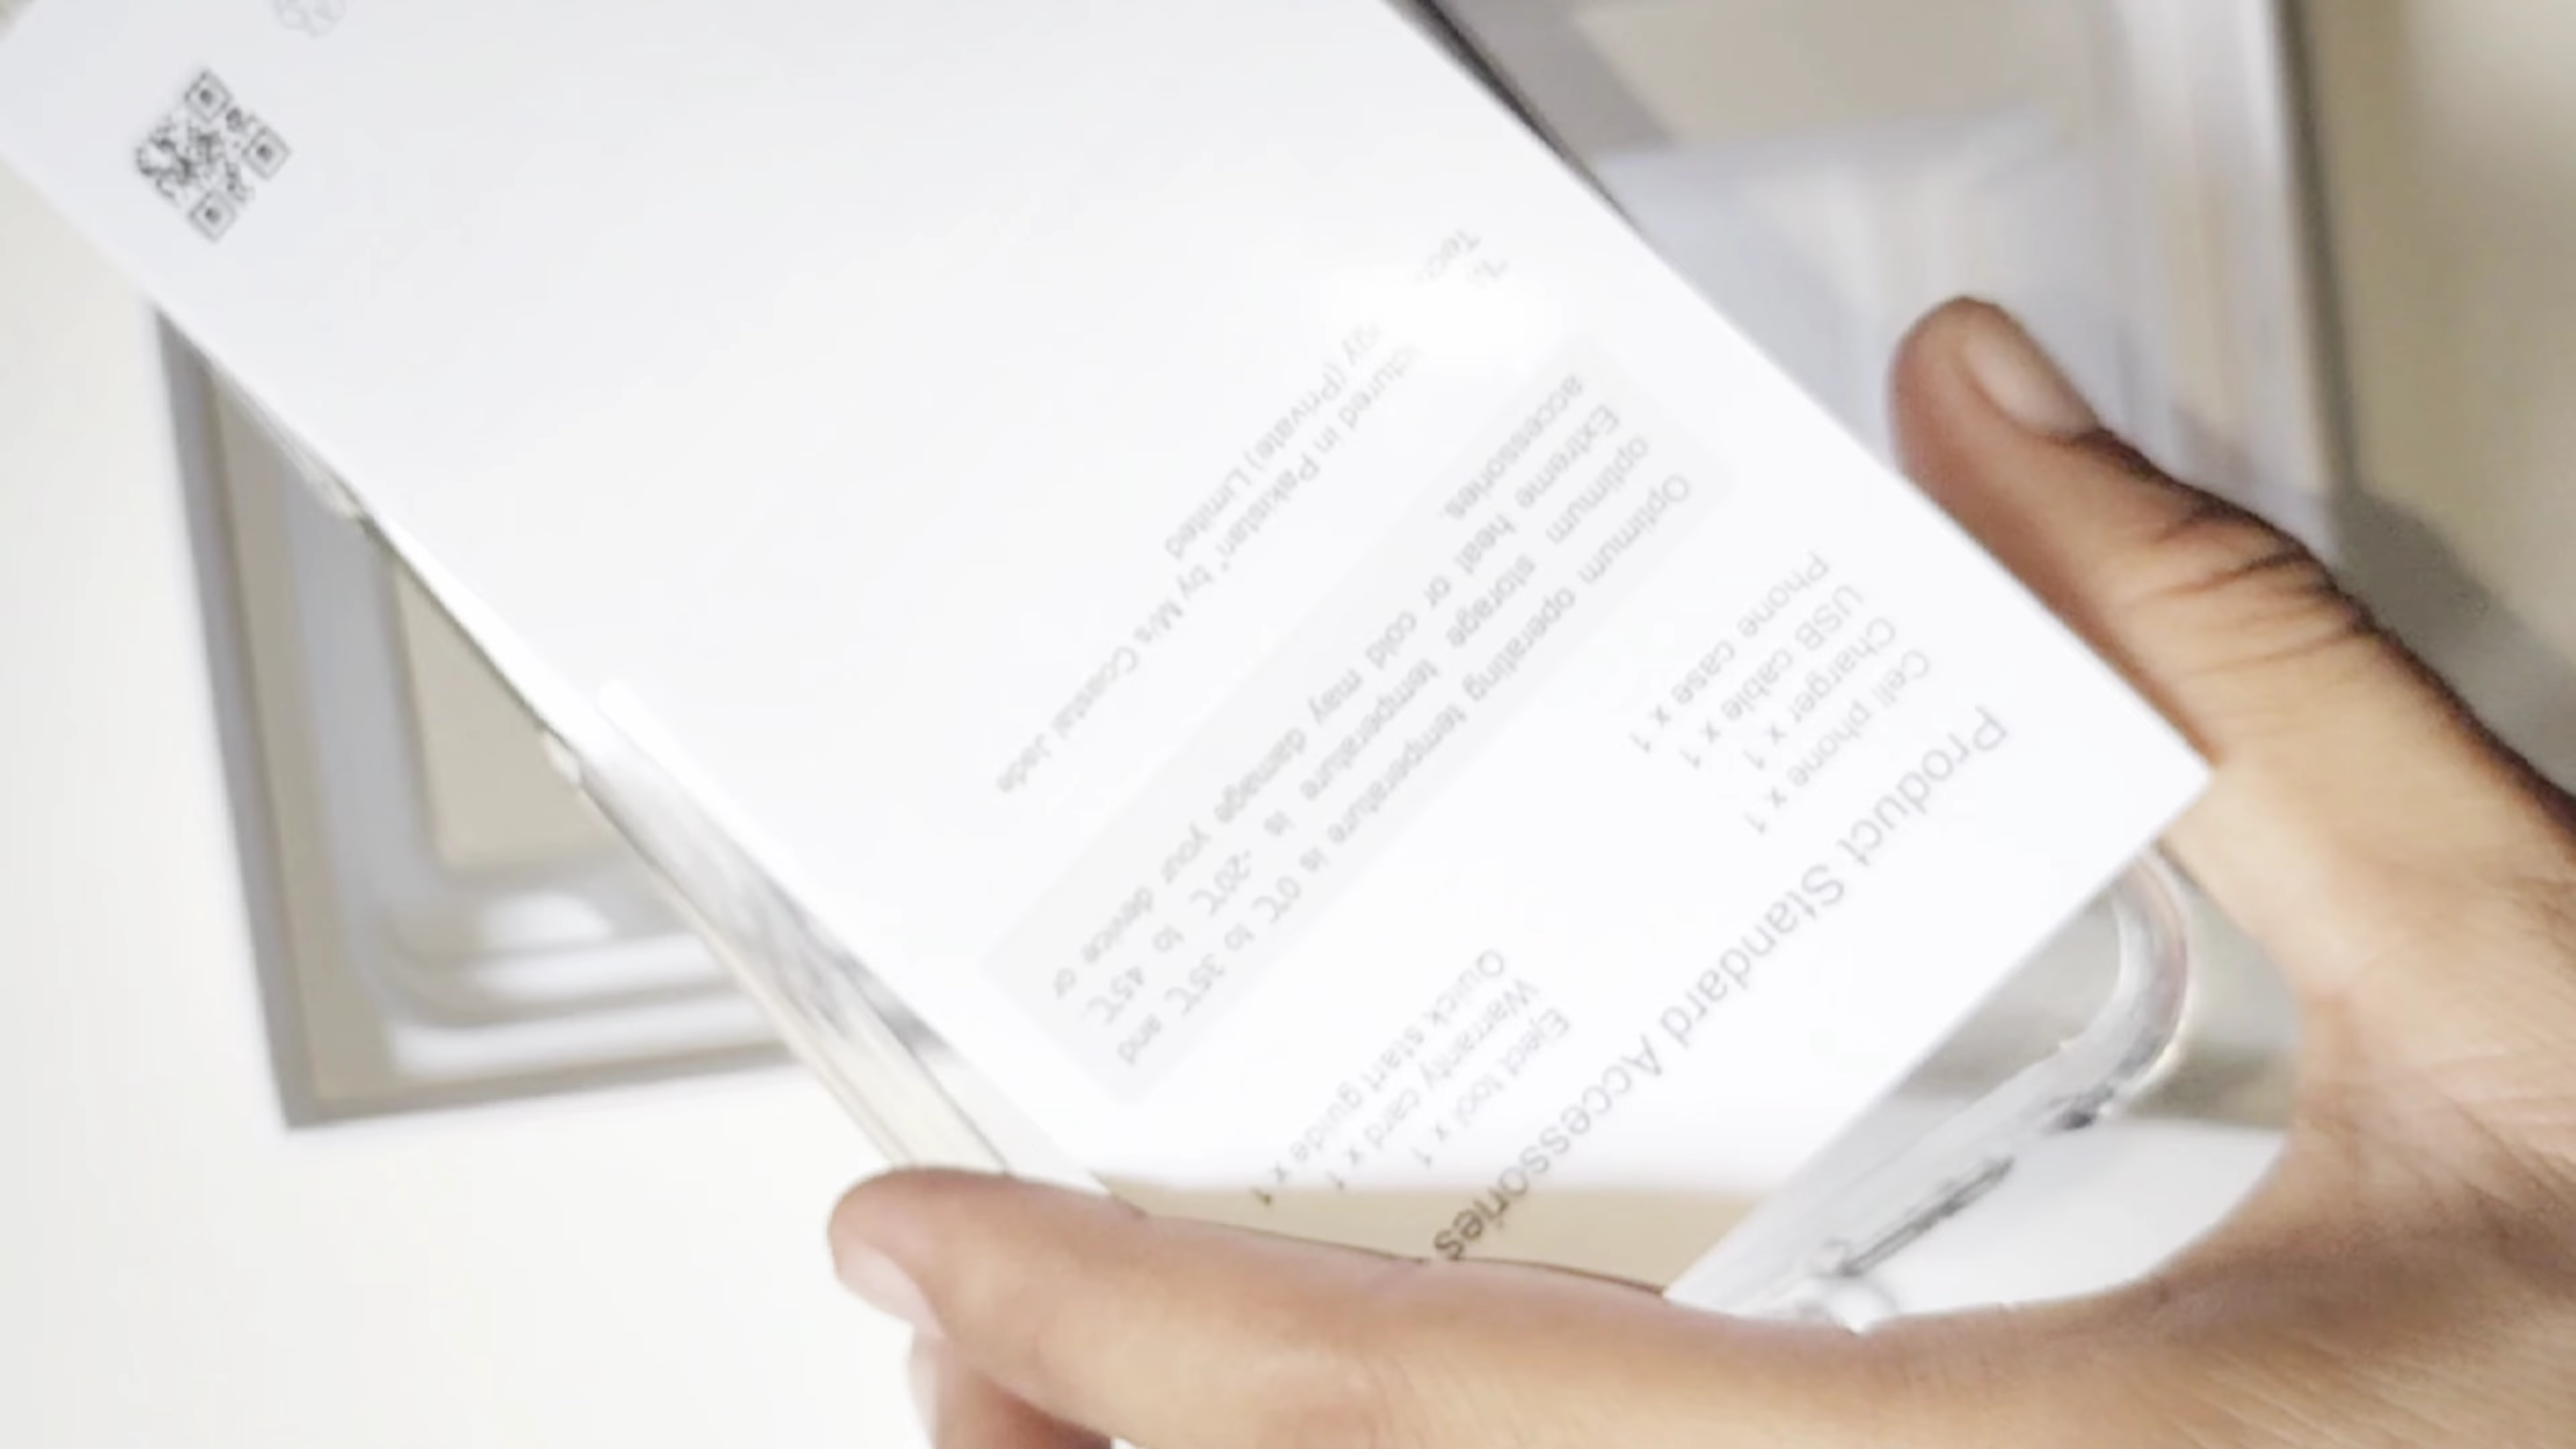 Product Standard Accessories
Cell phone x 1
Charger x 1
USB cable x 1
Phone case x 1
Eject tool x 1
Warranty card x 1
Quick start guide x 1
Optimum operating temperature is 0℃ to 35℃ and
optimum storage temperature is -20℃ to 45℃.
Extreme heat or cold may damage your device or
accessories.
in Pakistan" by M/s Coastal Jade
(Private) Limited